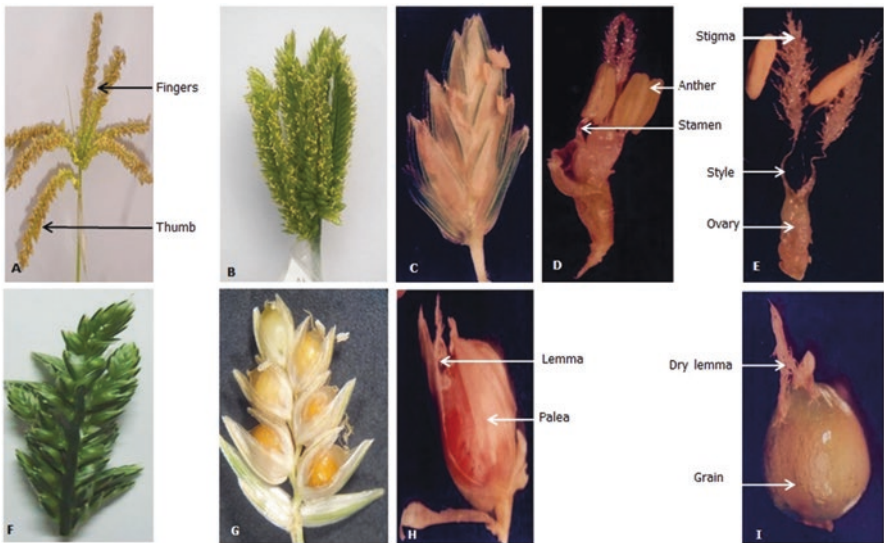 Fingers
Thumb
A
B
C
Anther
Stamen
D
Stigma
Style
Ovary
E
F
G
Lemma
Palea
H
Dry lemma
Grain
I